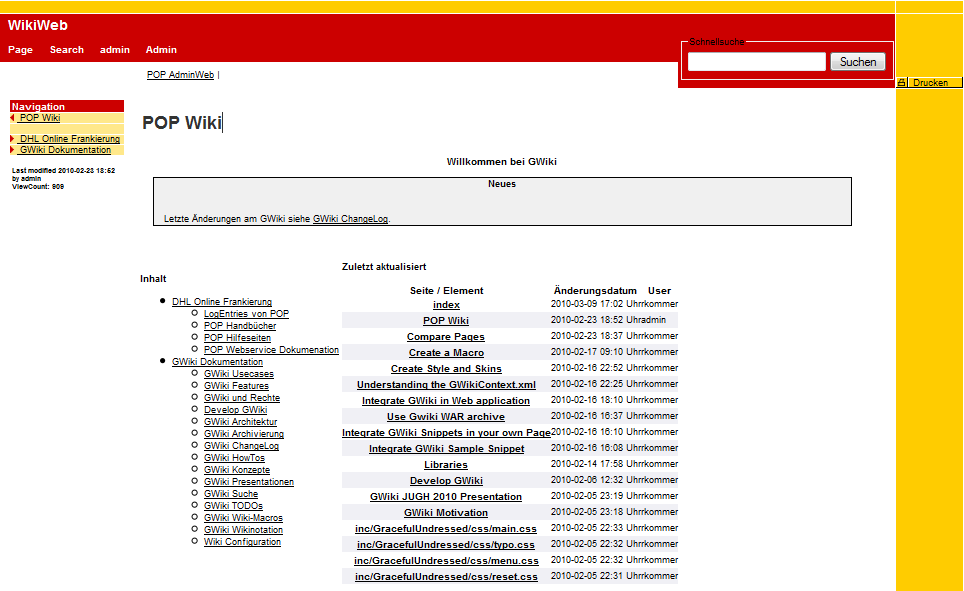 WikiWeb
Page Search admin Admin
Schnellsuche
Suchen
POP AdminWeb |
Drucken
Navigation
POP Wiki
DHL Online Frankierung
GWiki Dokumentation
Last modified 2010-02-23 18:52
by admin
ViewCount: 909
POP Wiki
Willkommen bei GWiki
Neues
Letzte Änderungen am GWiki siehe GWiki ChangeLog.
Inhalt
DHL Online Frankierung
LogEntries von POP
POP Handbücher
POP Hilfeseiten
POP Webservice Dokumenation
GWiki Dokumentation
GWiki Usecases
GWiki Features
GWiki und Rechte
Develop GWiki
GWiki Architektur
GWiki Archivierung
GWiki ChangeLog
GWiki HowTos
GWiki Konzepte
GWiki Presentationen
GWiki Suche
GWiki TODOs
GWiki Wiki-Macros
GWiki Wikinotation
Wiki Configuration
Zuletzt aktualisiert
Seite / Element Änderungsdatum User
index 2010-03-09 17:02 Uhrrkommer
POP Wiki 2010-02-23 18:52 Uhradmin
Compare Pages 2010-02-23 18:37 Uhrrkommer
Create a Macro 2010-02-17 09:10 Uhrrkommer
Create Style and Skins 2010-02-16 22:52 Uhrrkommer
Understanding the GWikiContext.xml 2010-02-16 22:25 Uhrrkommer
Integrate GWiki in Web application 2010-02-16 18:10 Uhrrkommer
Use Gwiki WAR archive 2010-02-16 16:37 Uhrrkommer
Integrate GWiki Snippets in your own Page 2010-02-16 16:10 Uhrrkommer
Integrate GWiki Sample Snippet 2010-02-16 16:08 Uhrrkommer
Libraries 2010-02-14 17:58 Uhrrkommer
Develop GWiki 2010-02-06 12:32 Uhrrkommer
GWiki JUGH 2010 Presentation 2010-02-05 23:19 Uhrrkommer
GWiki Motivation 2010-02-05 23:18 Uhrrkommer
inc/GracefulUndressed/css/main.css 2010-02-05 22:33 Uhrrkommer
inc/GracefulUndressed/css/typo.css 2010-02-05 22:32 Uhrrkommer
inc/GracefulUndressed/css/menu.css 2010-02-05 22:32 Uhrrkommer
inc/GracefulUndressed/css/reset.css 2010-02-05 22:31 Uhrrkommer